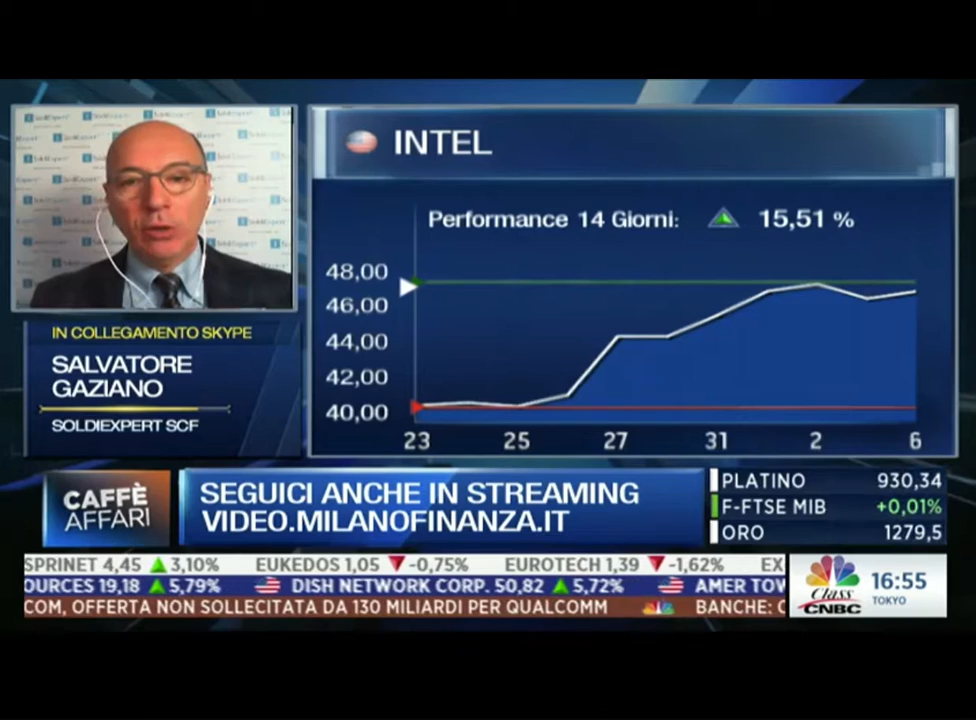 INTEL
Performance 14 Giorni: 15,51 %
48,00
46,00
44,00
42,00
40,00
23 25 27 31 2 6
IN COLLEGAMENTO SKYPE
SALVATORE
GAZIANO
SOLDIEXPERT SCF
CAFFÈ
AFFARI
SEGUICI ANCHE IN STREAMING
VIDEO.MILANOFINANZA.IT
PLATINO 930,34
F-FTSE MIB +0,01%
ORO 1279,5
SPRINET 4,45 3,10% EUKEDOS 1,05 -0,75% EUROTECH 1,39 -1,62% EX
OURCES 19,18 5,79% DISH NETWORK CORP. 50,82 5,72% AMER TOW
COM, OFFERTA NON SOLLECITATA DA 130 MILIARDI PER QUALCOMM BANCHE: C
Class
CNBC
16:55
TOKYO